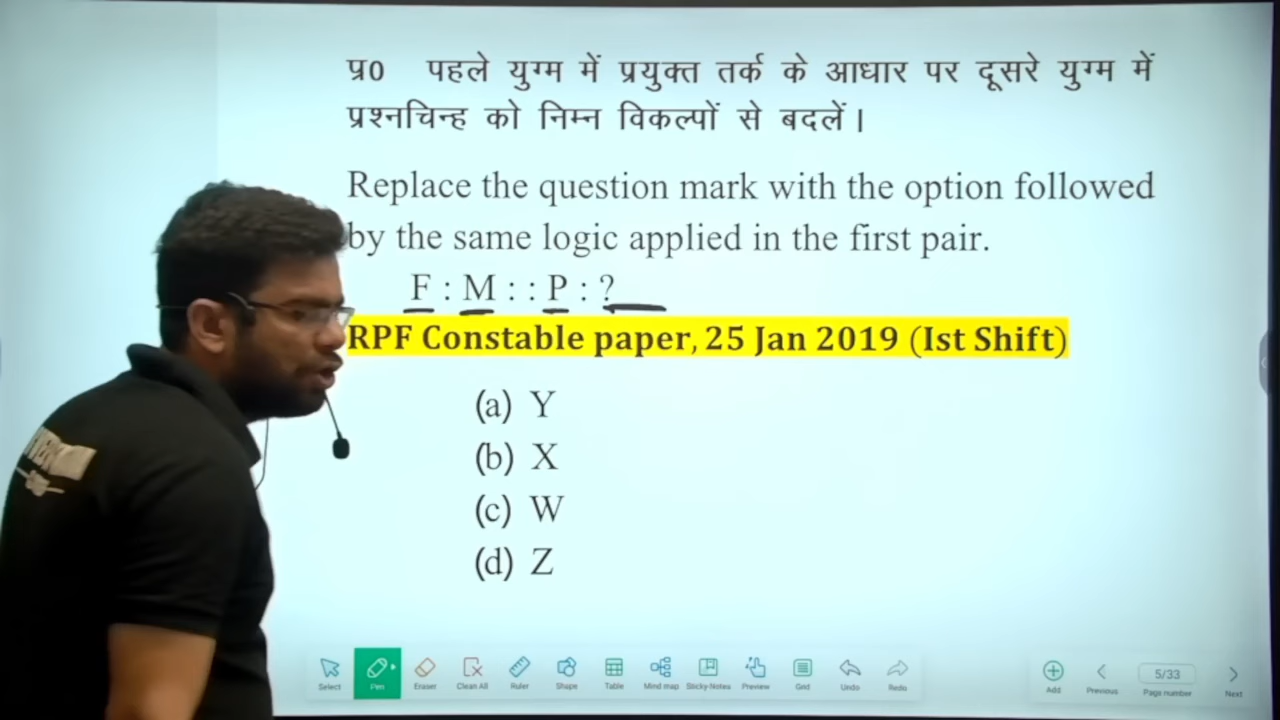 प्र0 पहले युग्म में प्रयुक्त तर्क के आधार पर दूसरे युग्म में
प्रश्नचिन्ह को निम्न विकल्पों से बदलें।
Replace the question mark with the option followed
by the same logic applied in the first pair.
F : M : : P : ?
RPF Constable paper, 25 Jan 2019 (Ist Shift)
(a) Y
(b) X
(c) W
(d) Z
Select Pen Eraser Clean All Ruler Shape Table Mind map Sticky-Notes Preview Grid Undo Redo Add Previous 5/33 Page number Next